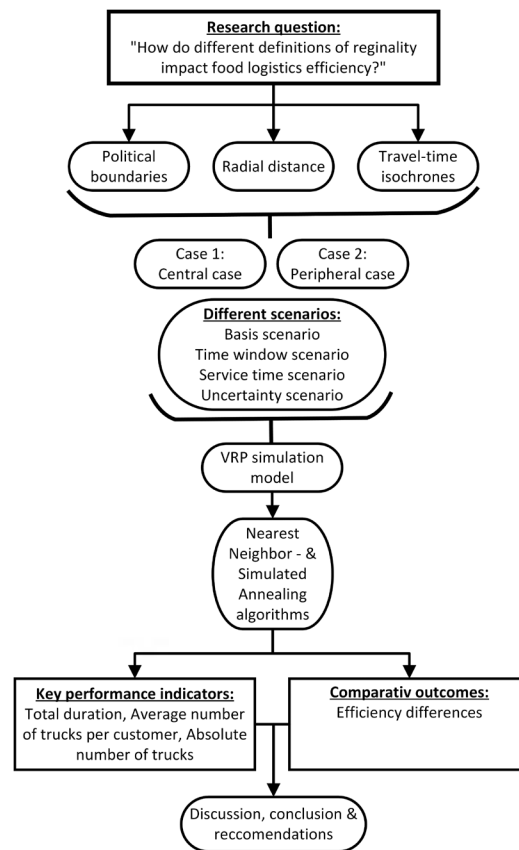 Research question:
"How do different definitions of reginality
impact food logistics efficiency?"
Political
boundaries
Radial distance
Travel-time
isochrones
Case 1:
Central case
Case 2:
Peripheral case
Different scenarios:
Basis scenario
Time window scenario
Service time scenario
Uncertainty scenario
VRP simulation
model
Nearest
Neighbor - &
Simulated
Annealing
algorithms
Key performance indicators:
Total duration, Average number
of trucks per customer, Absolute
number of trucks
Comparativ outcomes:
Efficiency differences
Discussion, conclusion &
reccomendations